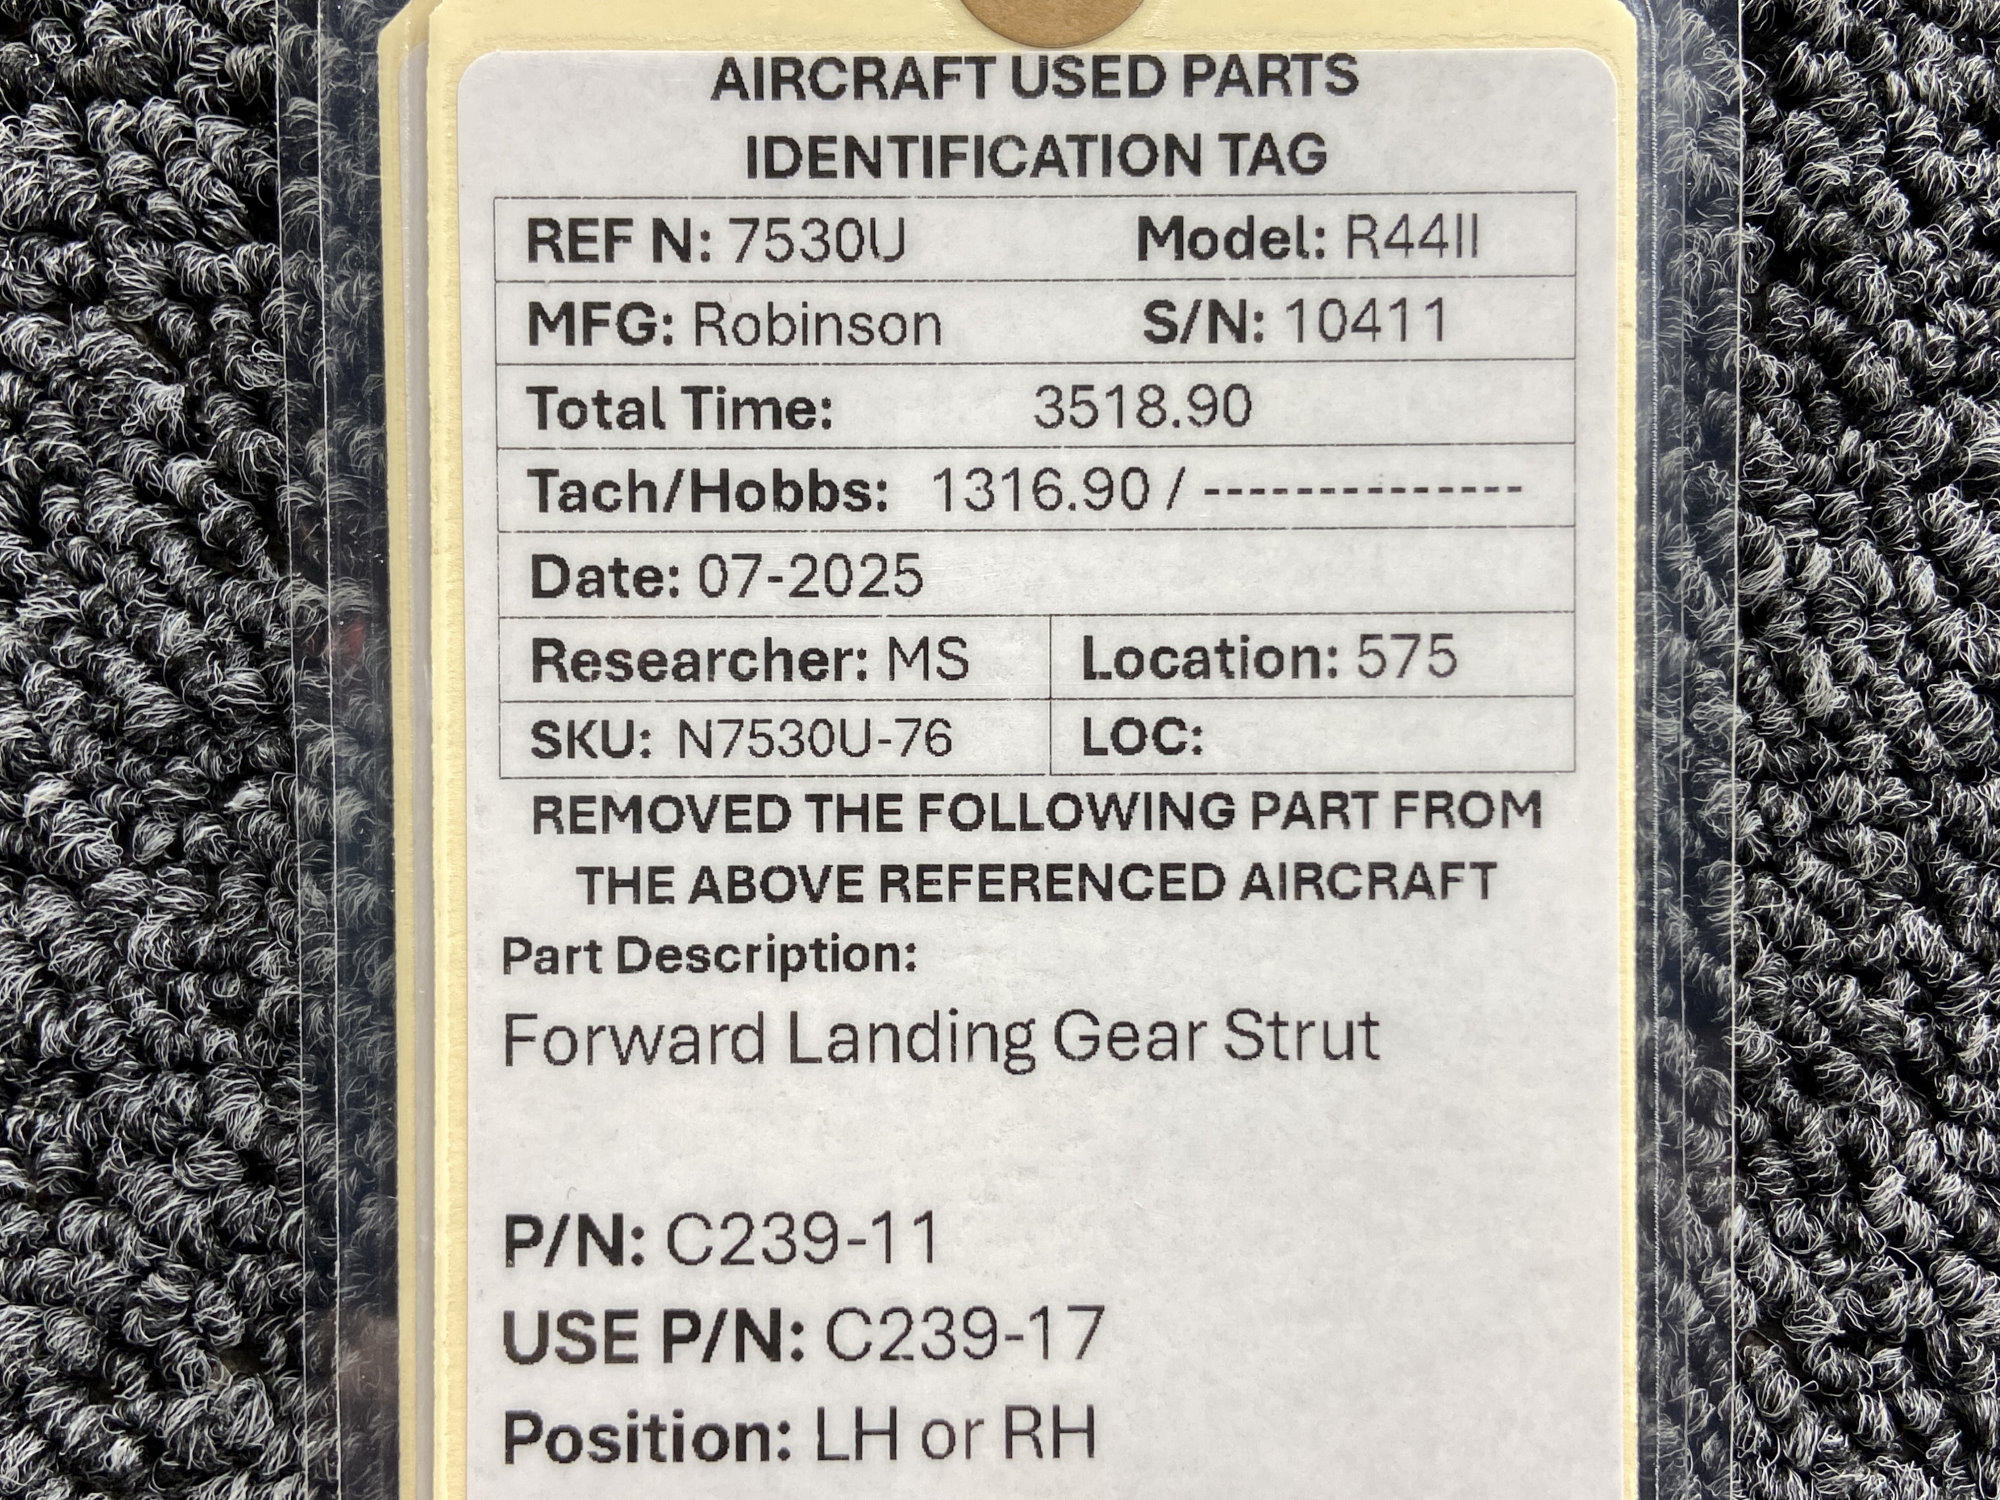 AIRCRAFT USED PARTS
IDENTIFICATION TAG
REF N: 7530U Model: R44II
MFG: Robinson S/N: 10411
Total Time: 3518.90
Tach/Hobbs: 1316.90 / --------------
Date: 07-2025
Researcher: MS Location: 575
SKU: N7530U-76 LOC:
REMOVED THE FOLLOWING PART FROM
THE ABOVE REFERENCED AIRCRAFT
Part Description:
Forward Landing Gear Strut
P/N: C239-11
USE P/N: C239-17
Position: LH or RH